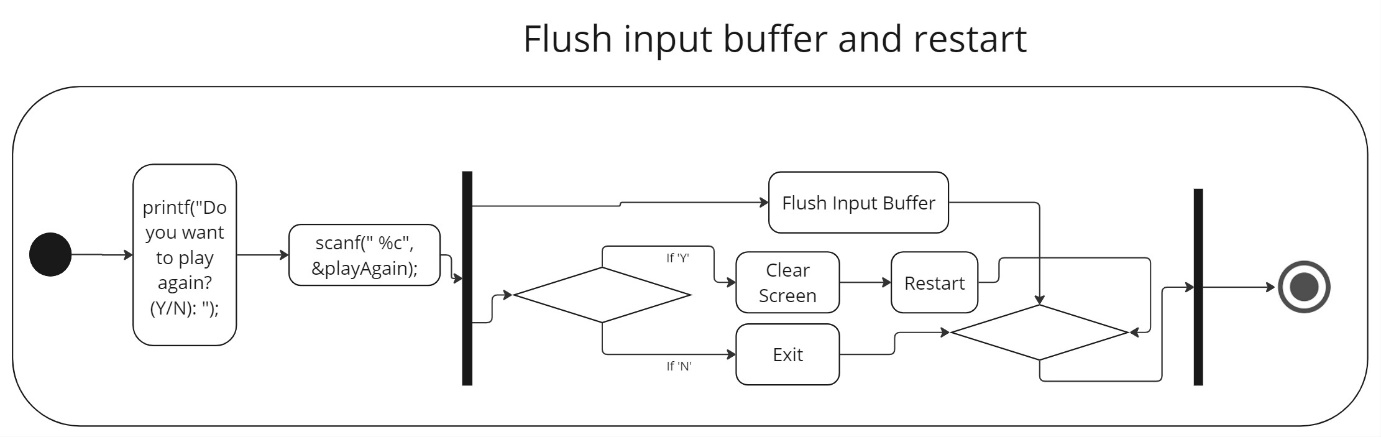 Flush input buffer and restart
printf("Do
you want
to play
again?
(Y/N): ");
scanf(" %c",
&playAgain);
Flush Input Buffer
If 'Y'
Clear
Screen
Restart
If 'N'
Exit